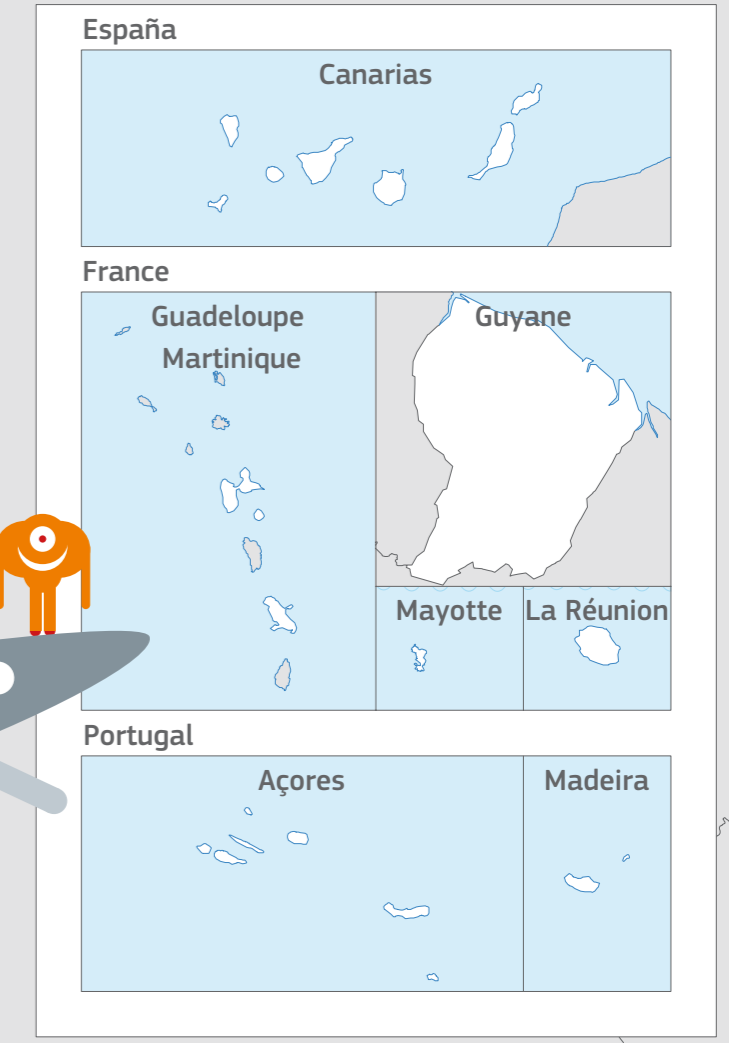 España
Canarias
France
Guadeloupe
Martinique
Guyane
Mayotte
La Réunion
Portugal
Açores
Madeira